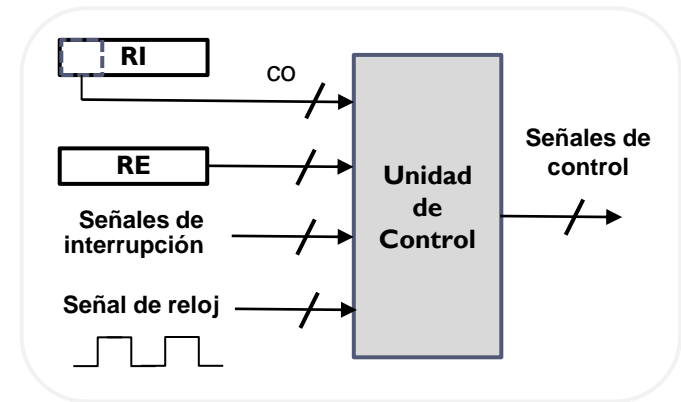 RI
CO
RE
Señales de
interrupción
Señal de reloj
Unidad
de
Control
Señales de
control